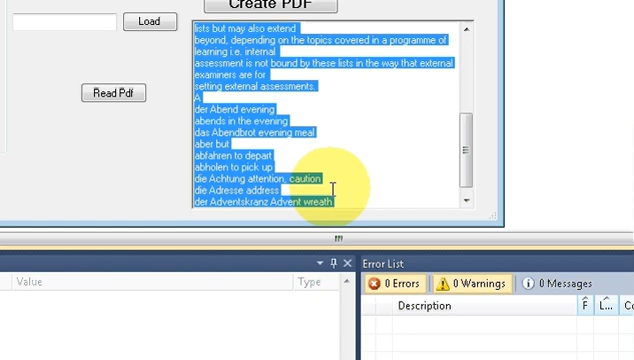 Create PDF
Load
Read Pdf
lists but may also extend
beyond, depending on the topics covered in a programme of
learning i.e. internal
assessment is not bound by these lists in the way that external
examiners are for
setting external assessments.
A
der Abend evening
abends in the evening
das Abendbrot evening meal
aber but
abfahren to depart
abholen to pick up
die Achtung attention, caution
die Adresse address
der Adventskranz Advent wreath
Value
Type
Error List
0 Errors
0 Warnings
0 Messages
Description
F
L...